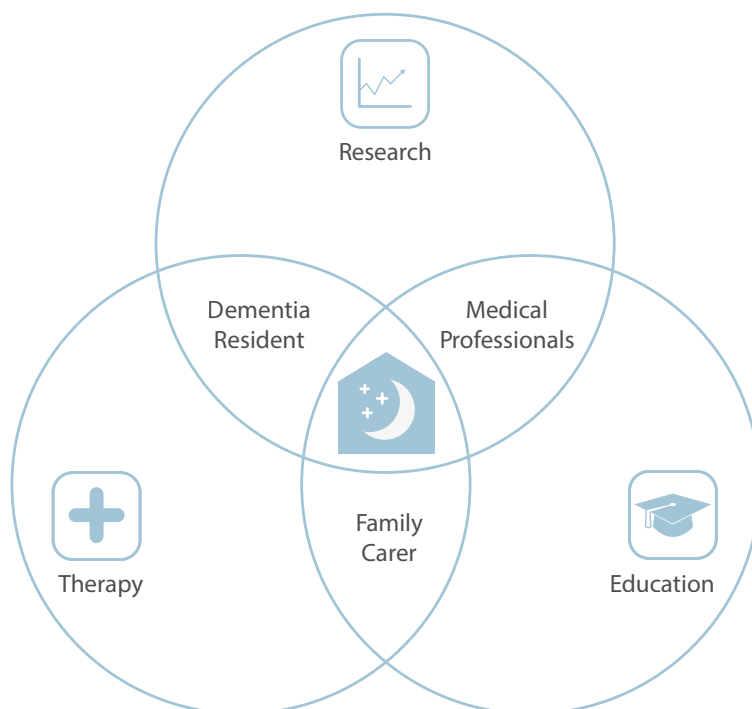 Research
Dementia
Resident
Medical
Professionals
Family
Carer
Therapy
Education